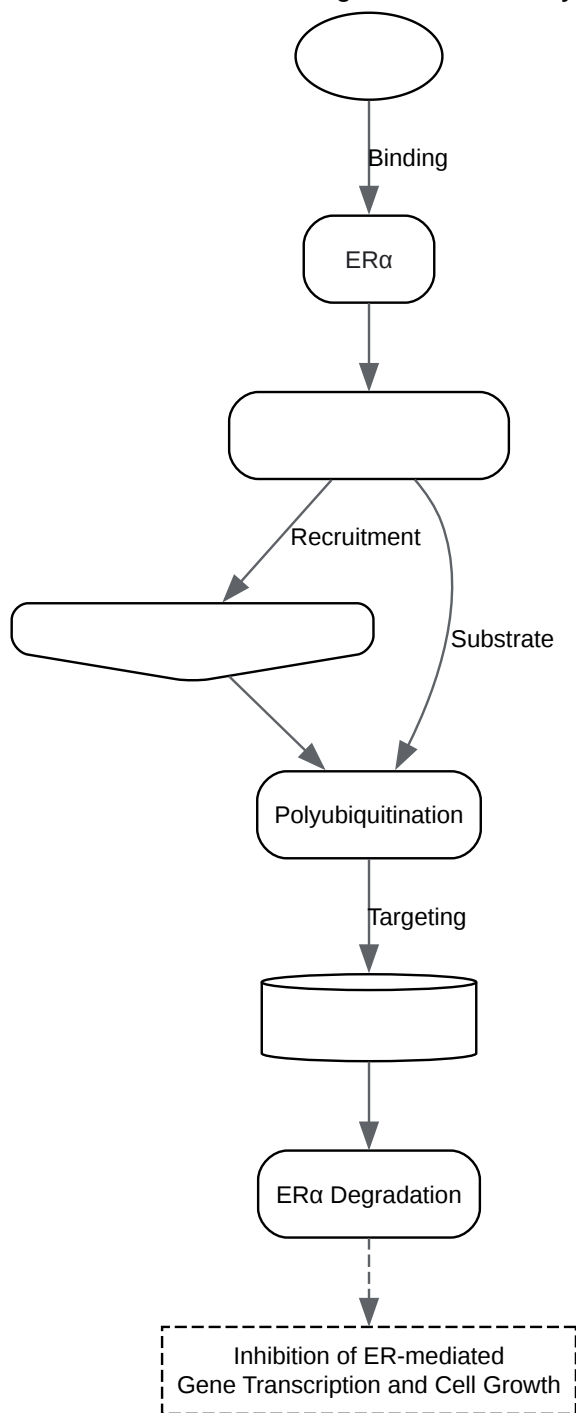 Binding
ERα
Recruitment
Substrate
Polyubiquitination
Targeting
ERα Degradation
Inhibition of ER-mediated
Gene Transcription and Cell Growth